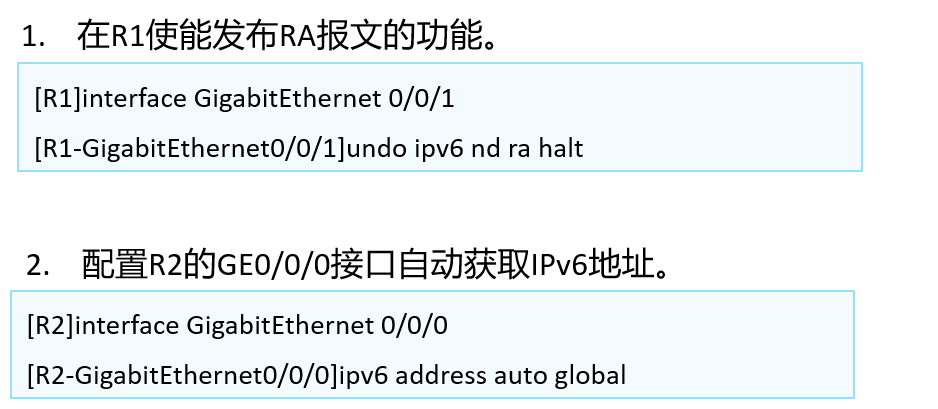 1. 在R1使能发布RA报文的功能。
[R1]interface GigabitEthernet 0/0/1
[R1-GigabitEthernet0/0/1]undo ipv6 nd ra halt
2. 配置R2的GE0/0/0接口自动获取IPv6地址。
[R2]interface GigabitEthernet 0/0/0
[R2-GigabitEthernet0/0/0]ipv6 address auto global